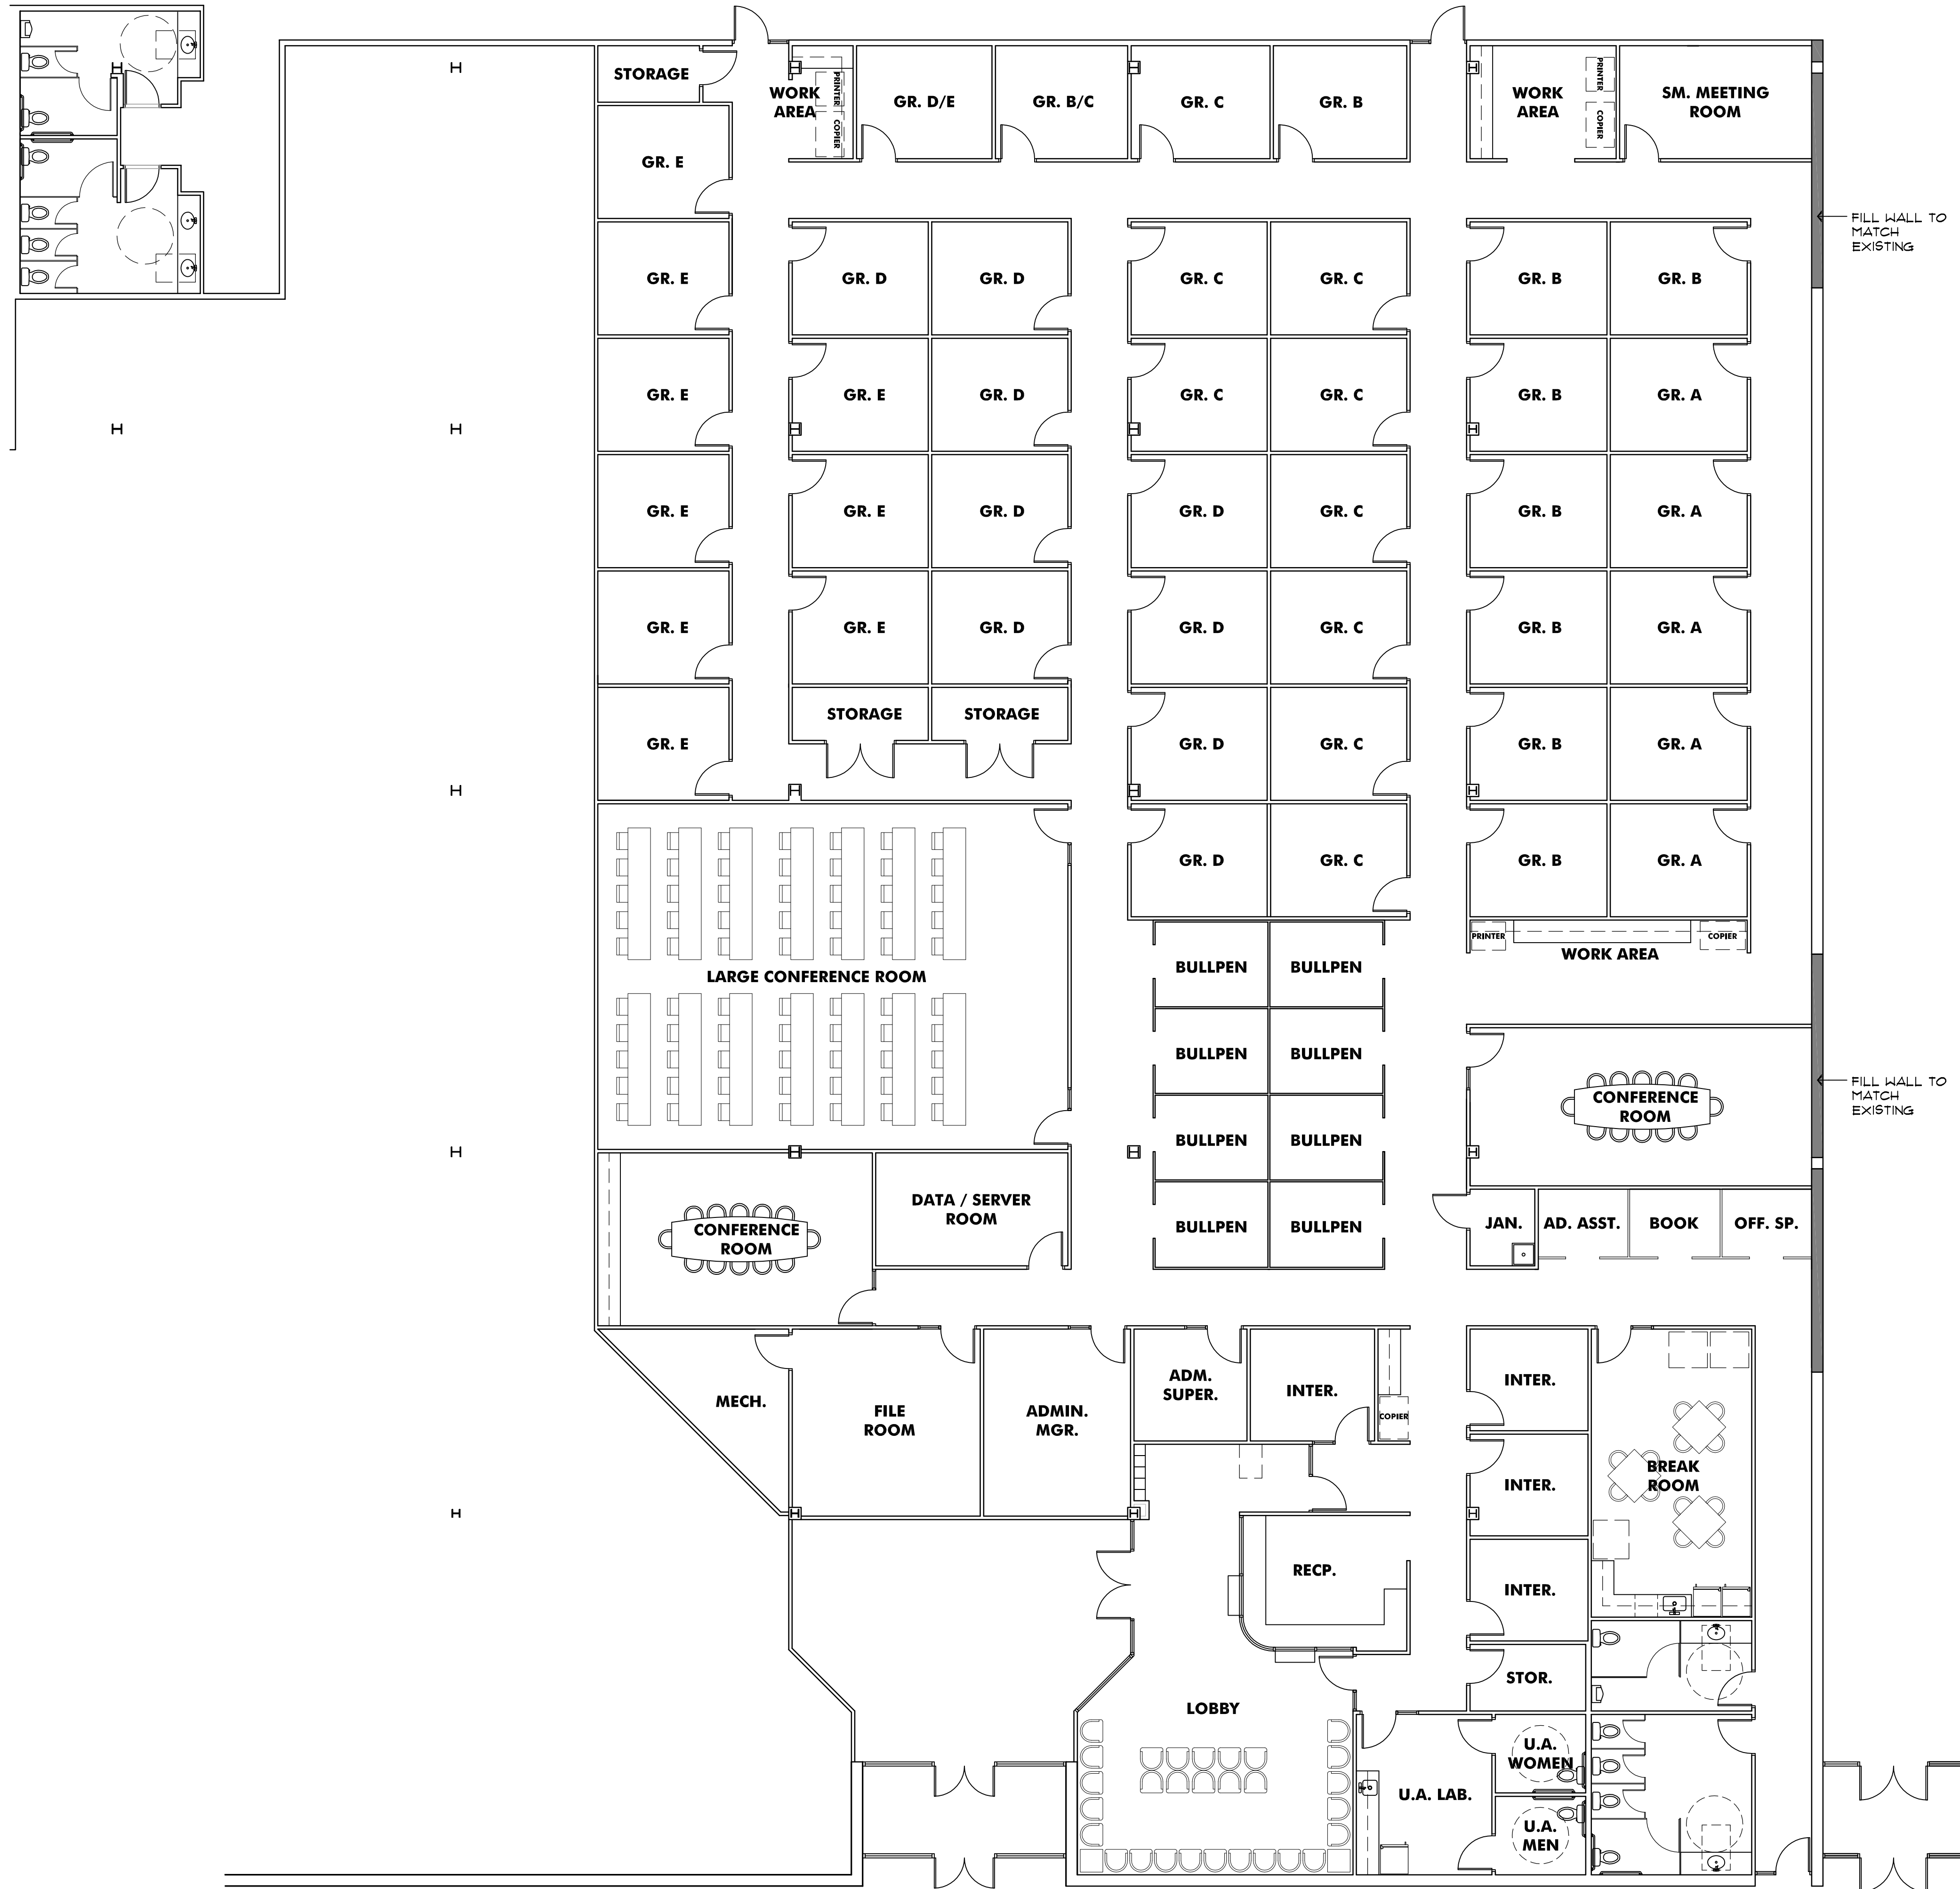 STORAGE
WORK
AREA
PRINTER
COPIER
GR. D/E
GR. B/C
GR. C
GR. B
WORK
AREA
PRINTER
COPIER
SM. MEETING
ROOM
GR. E
FILL WALL TO
MATCH
EXISTING
GR. E
GR. D
GR. D
GR. C
GR. C
GR. B
GR. B
GR. E
GR. E
GR. D
GR. C
GR. C
GR. B
GR. A
GR. E
GR. E
GR. D
GR. D
GR. C
GR. B
GR. A
GR. E
GR. E
GR. D
GR. D
GR. C
GR. B
GR. A
STORAGE
STORAGE
GR. E
GR. D
GR. C
GR. B
GR. A
GR. D
GR. C
GR. B
GR. A
PRINTER
COPIER
WORK AREA
LARGE CONFERENCE ROOM
BULLPEN
BULLPEN
BULLPEN
BULLPEN
BULLPEN
BULLPEN
BULLPEN
BULLPEN
CONFERENCE
ROOM
FILL WALL TO
MATCH
EXISTING
CONFERENCE
ROOM
DATA / SERVER
ROOM
JAN.
AD. ASST.
BOOK
OFF. SP.
MECH.
FILE
ROOM
ADMIN.
MGR.
ADM.
SUPER.
INTER.
COPIER
INTER.
INTER.
BREAK
ROOM
RECP.
INTER.
STOR.
LOBBY
U.A. LAB.
U.A.
WOMEN
U.A.
MEN